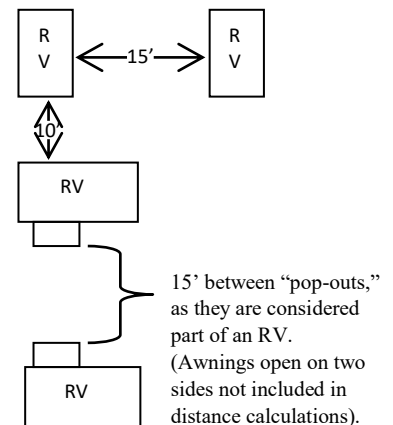 R
V
15’
R
V
10’
RV
15’ between “pop-outs,”
as they are considered
part of an RV.
(Awnings open on two
sides not included in
distance calculations).
RV